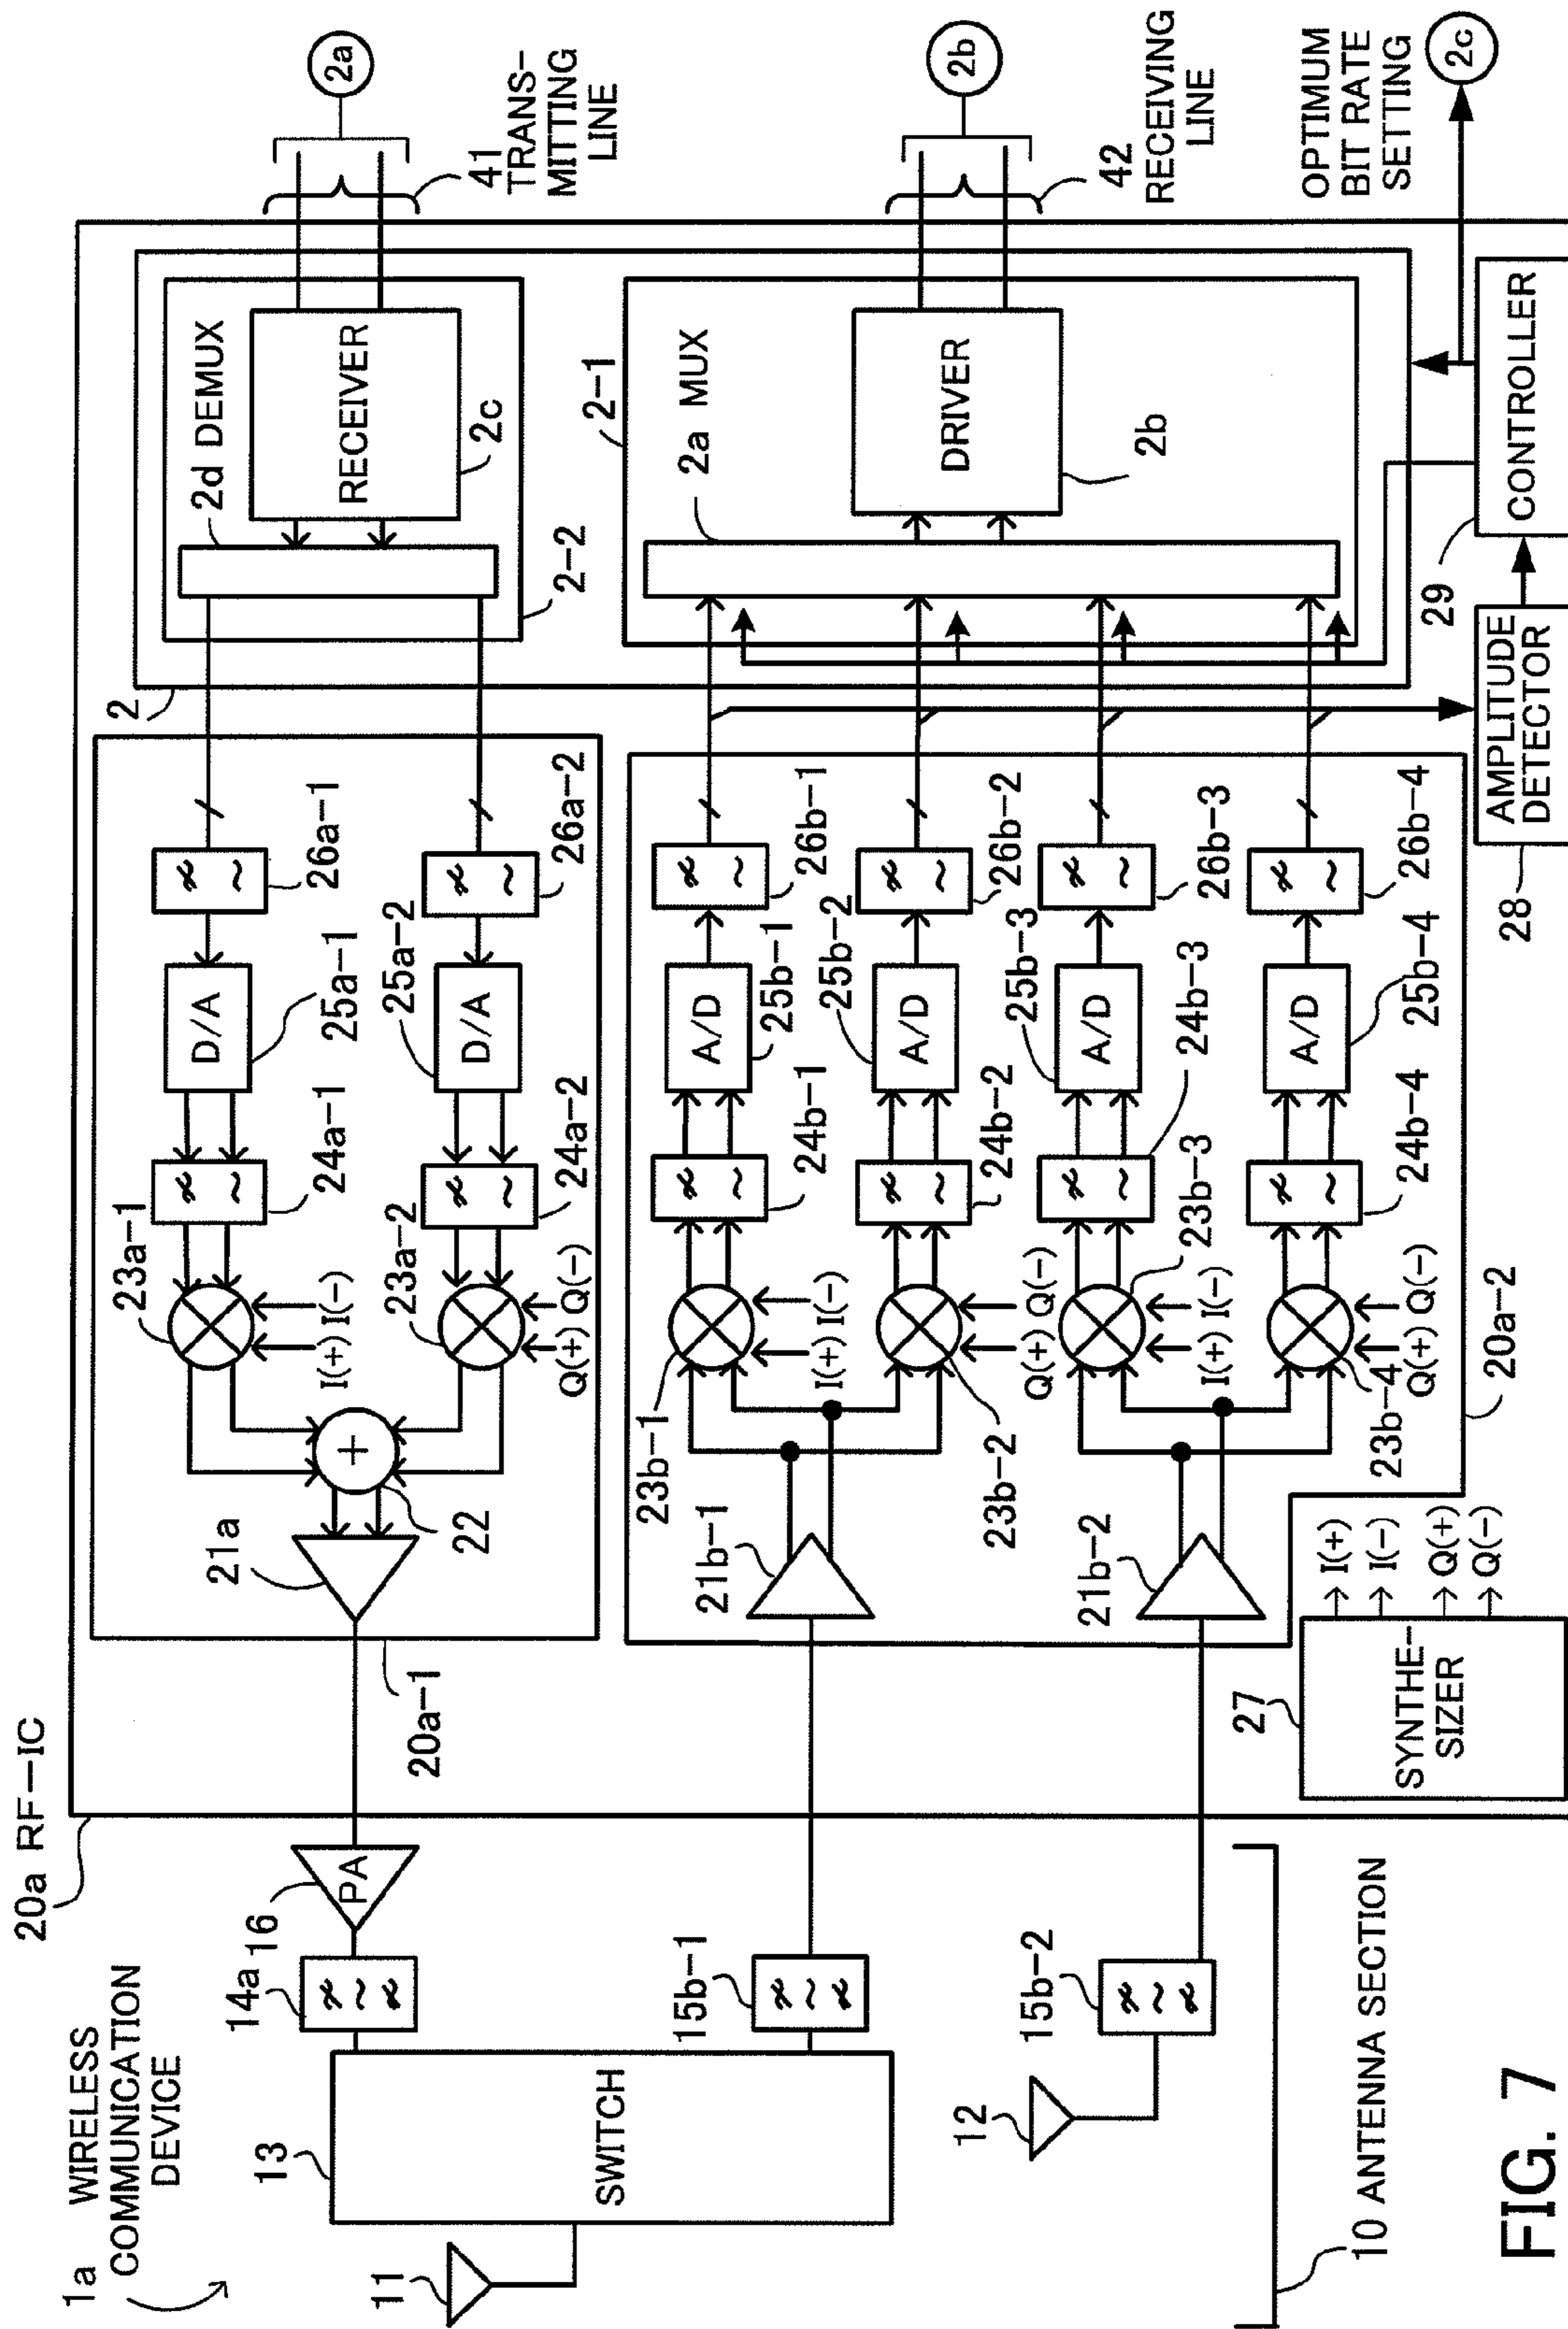 1a WIRELESS
COMMUNICATION
DEVICE
20a RF-IC
11
13
SWITCH
14a
16
PA
15b-1
12
15b-2
10 ANTENNA SECTION
20a-1
21a
22
23a-1
I(+) I(-)
24a-1
D/A
25a-1
26a-1
23a-2
Q(+) Q(-)
24a-2
D/A
25a-2
26a-2
2
2d DEMUX
RECEIVER
2c
2-2
41
TRANS-
MITTING
LINE
2a
21b-1
23b-1
I(+) I(-)
24b-1
A/D
25b-1
26b-1
23b-2
Q(+) Q(-)
24b-2
A/D
25b-2
26b-2
21b-2
23b-3
I(+) I(-)
24b-3
A/D
25b-3
26b-3
23b-4
Q(+) Q(-)
24b-4
A/D
25b-4
26b-4
20a-2
2-1
2a MUX
DRIVER
2b
42
RECEIVING
LINE
2b
27
SYNTHE-
SIZER
I(+)
I(-)
Q(+)
Q(-)
28
AMPLITUDE
DETECTOR
29
CONTROLLER
OPTIMUM
BIT RATE
SETTING
2c
FIG. 7